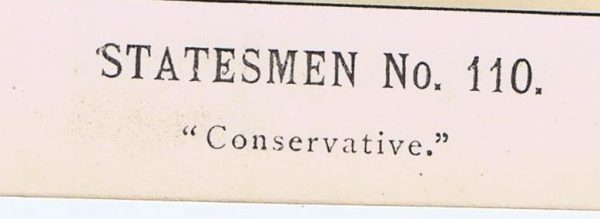 STATESMEN No. 110.
"Conservative."